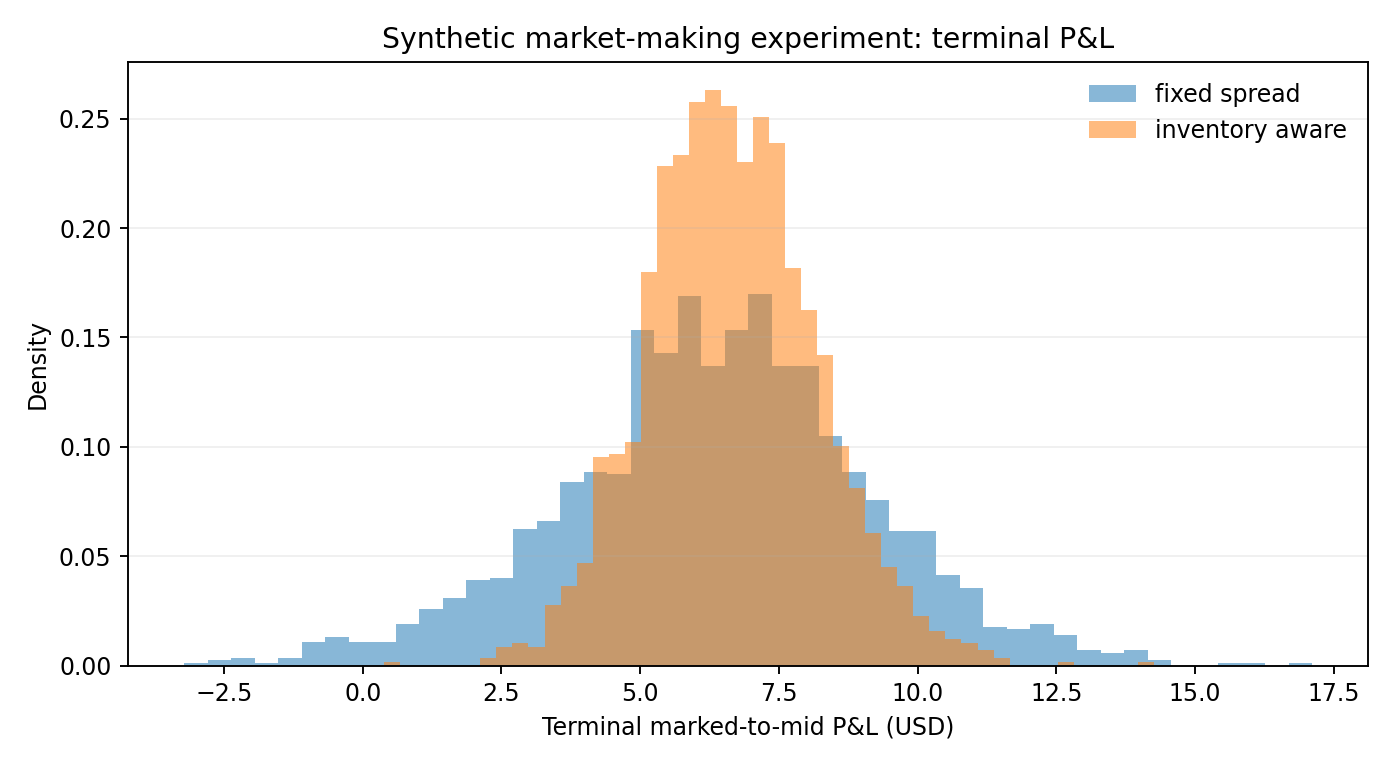 Synthetic market-making experiment: terminal P&L
fixed spread
inventory aware
Density
0.25
0.20
0.15
0.10
0.05
0.00
−2.5 0.0 2.5 5.0 7.5 10.0 12.5 15.0 17.5
Terminal marked-to-mid P&L (USD)